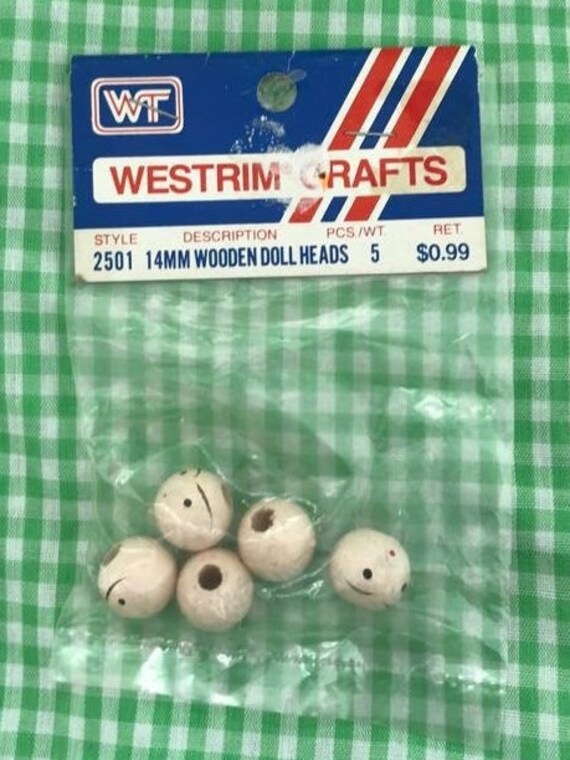 WT
WESTRIM CRAFTS
STYLE DESCRIPTION PCS./WT. RET.
2501 14MM WOODEN DOLL HEADS 5 $0.99